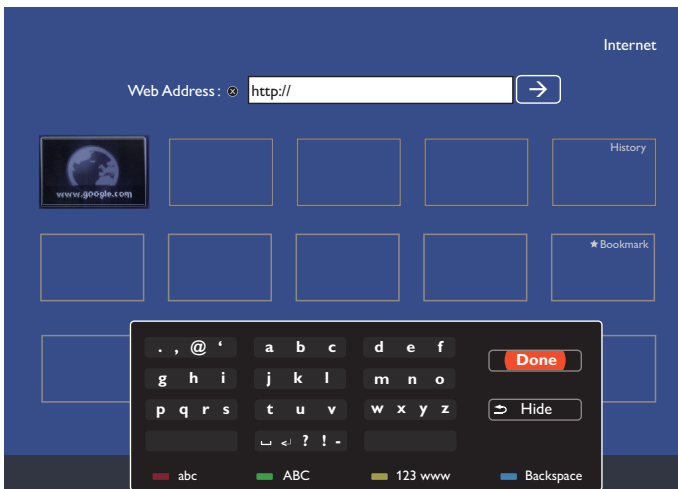 Internet
Web Address : ⓧ http:// →
www.google.com
History
★ Bookmark
. , @ ‘ a b c d e f
Done
g h i j k l m n o
p q r s t u v w x y z
Hide
␣ ↵ ? ! -
abc ABC 123 www Backspace